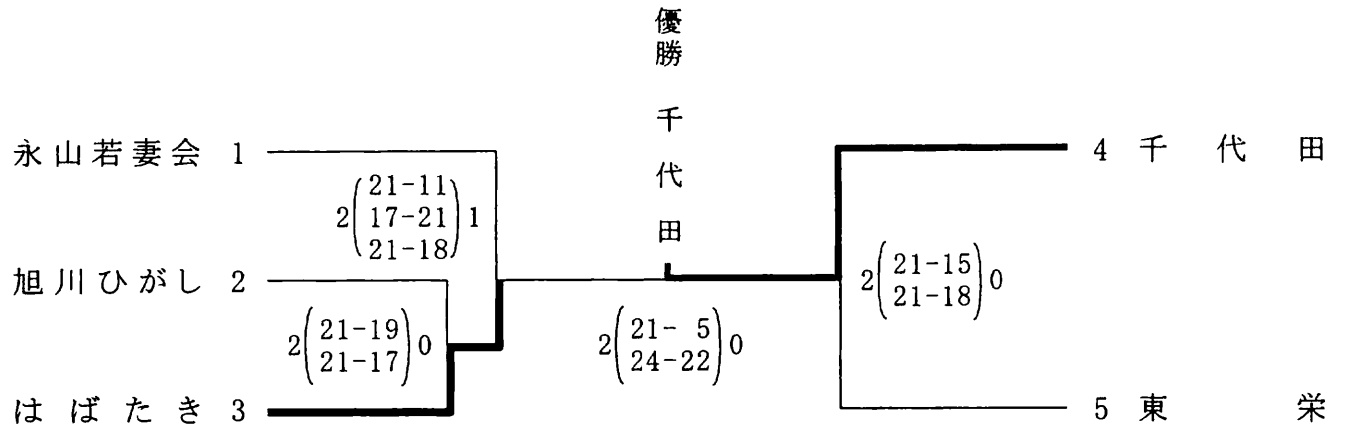 優勝 千代田
永山若妻会 1
2(21-11 17-21 21-18)1
旭川ひがし 2
2(21-19 21-17)0
はばたき 3
2(21- 5 24-22)0
4 千代田
2(21-15 21-18)0
5 東栄